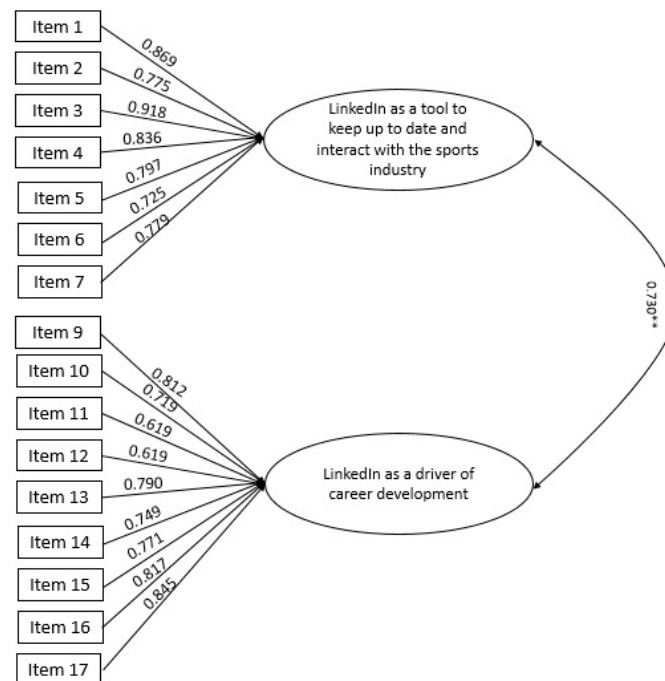 Item 1
Item 2
Item 3
Item 4
Item 5
Item 6
Item 7
0.869
0.775
0.918
0.836
0.797
0.725
0.779
LinkedIn as a tool to
keep up to date and
interact with the sports
industry
0.730**
Item 9
Item 10
Item 11
Item 12
Item 13
Item 14
Item 15
Item 16
Item 17
0.812
0.719
0.619
0.619
0.790
0.749
0.771
0.817
0.845
LinkedIn as a driver of
career development